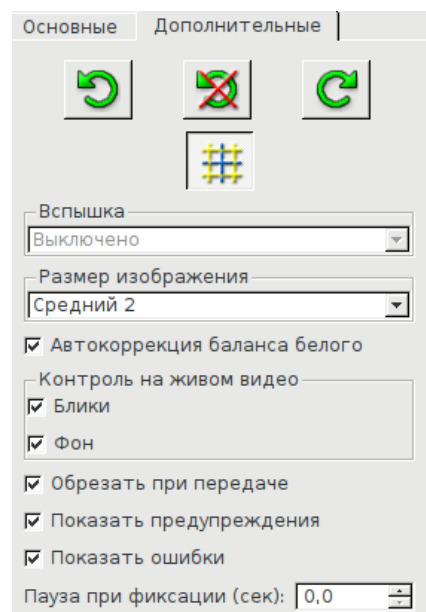 Основные Дополнительные
Вспышка
Выключено
Размер изображения
Средний 2
Автокоррекция баланса белого
Контроль на живом видео
Блики
Фон
Обрезать при передаче
Показать предупреждения
Показать ошибки
Пауза при фиксации (сек): 0,0